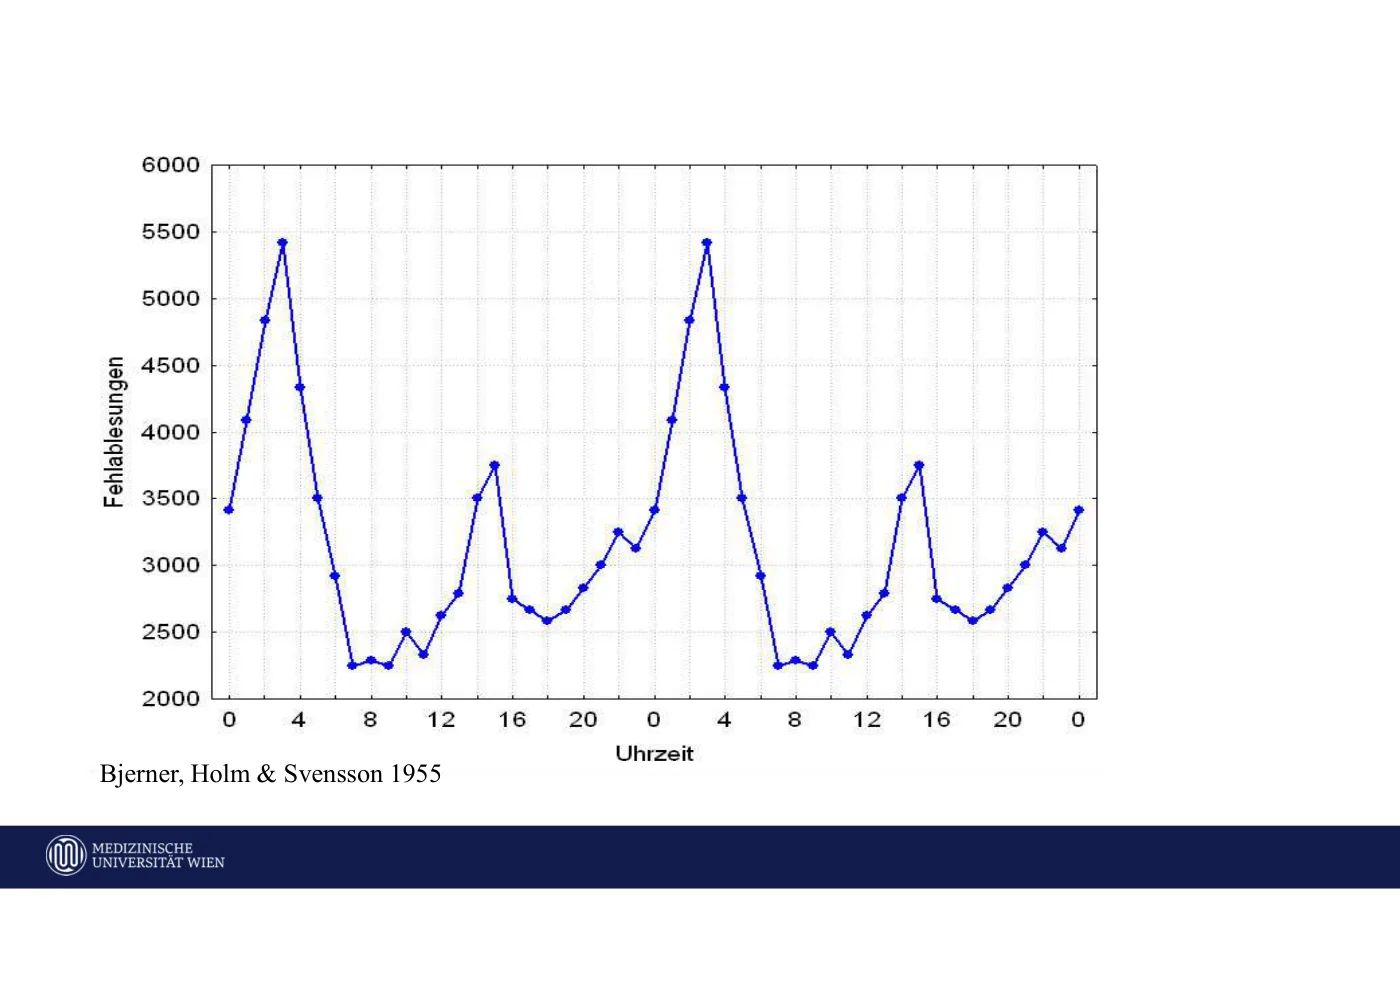 6000
5500
5000
4500
4000
3500
3000
2500
2000
Fehlablesungen
0 4 8 12 16 20 0 4 8 12 16 20 0
Uhrzeit
Bjerner, Holm & Svensson 1955
MEDIZINISCHE
UNIVERSITÄT WIEN